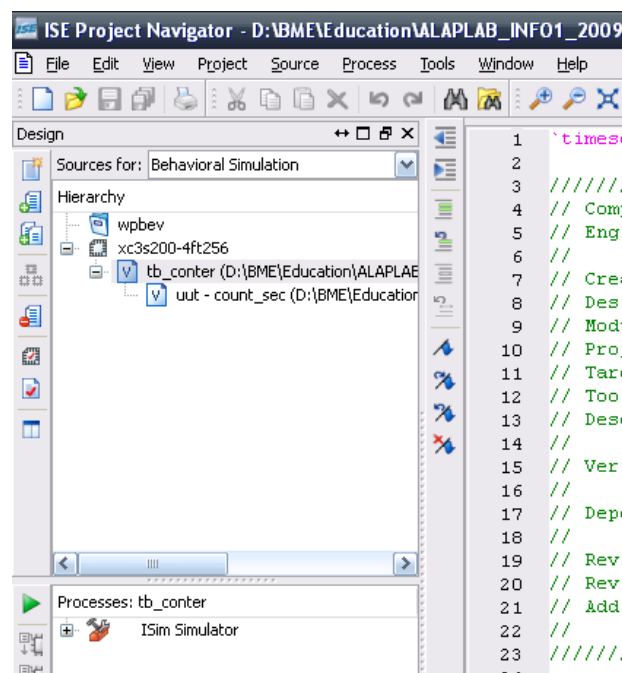 ISE Project Navigator - D:\BME\Education\ALAPLAB_INFO1_2009
File Edit View Project Source Process Tools Window Help
Design
Sources for: Behavioral Simulation
Hierarchy
wpbev
xc3s200-4ft256
tb_conter (D:\BME\Education\ALAPLAE
uut - count_sec (D:\BME\Education
Processes: tb_conter
ISim Simulator
1 `times
2
3 //////
4 // Com
5 // Eng
6 //
7 // Cre
8 // Des
9 // Mod
10 // Pro
11 // Tar
12 // Too
13 // Des
14 //
15 // Ver
16 //
17 // Dep
18 //
19 // Rev
20 // Rev
21 // Add
22 //
23 //////